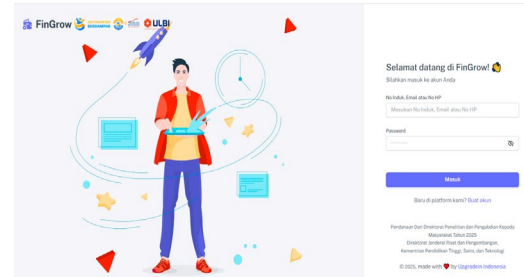 FinGrow
ULBI
Selamat datang di FinGrow! 👋
Silahkan masuk ke akun Anda
No Induk, Email atau No HP
Masukan No Induk, Email atau No HP
Password
Masuk
Baru di platform kami? Buat akun
Pendanaan Dari Direktorat Penelitian dan Pengabdian Kepada
Masyarakat Tahun 2025
Direktorat Jenderal Riset dan Pengembangan,
Kementrian Pendidikan Tinggi, Sains, dan Teknologi
© 2025, made with ❤️ by Upgradein Indonesia